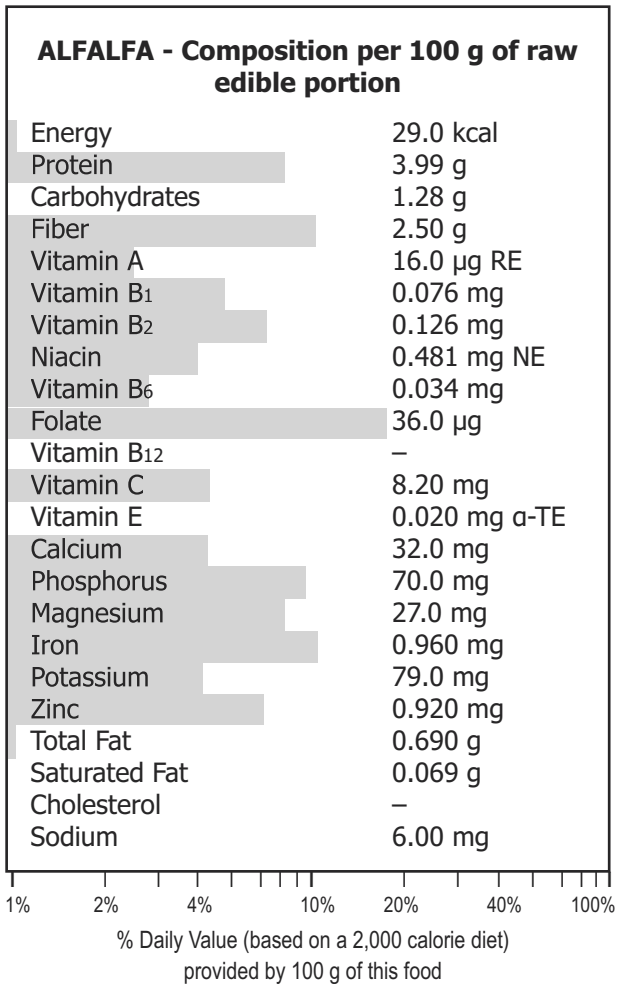 ALFALFA - Composition per 100 g of raw
edible portion
Energy 29.0 kcal
Protein 3.99 g
Carbohydrates 1.28 g
Fiber 2.50 g
Vitamin A 16.0 µg RE
Vitamin B1 0.076 mg
Vitamin B2 0.126 mg
Niacin 0.481 mg NE
Vitamin B6 0.034 mg
Folate 36.0 µg
Vitamin B12 –
Vitamin C 8.20 mg
Vitamin E 0.020 mg α-TE
Calcium 32.0 mg
Phosphorus 70.0 mg
Magnesium 27.0 mg
Iron 0.960 mg
Potassium 79.0 mg
Zinc 0.920 mg
Total Fat 0.690 g
Saturated Fat 0.069 g
Cholesterol –
Sodium 6.00 mg
1% 2% 4% 10% 20% 40% 100%
% Daily Value (based on a 2,000 calorie diet)
provided by 100 g of this food